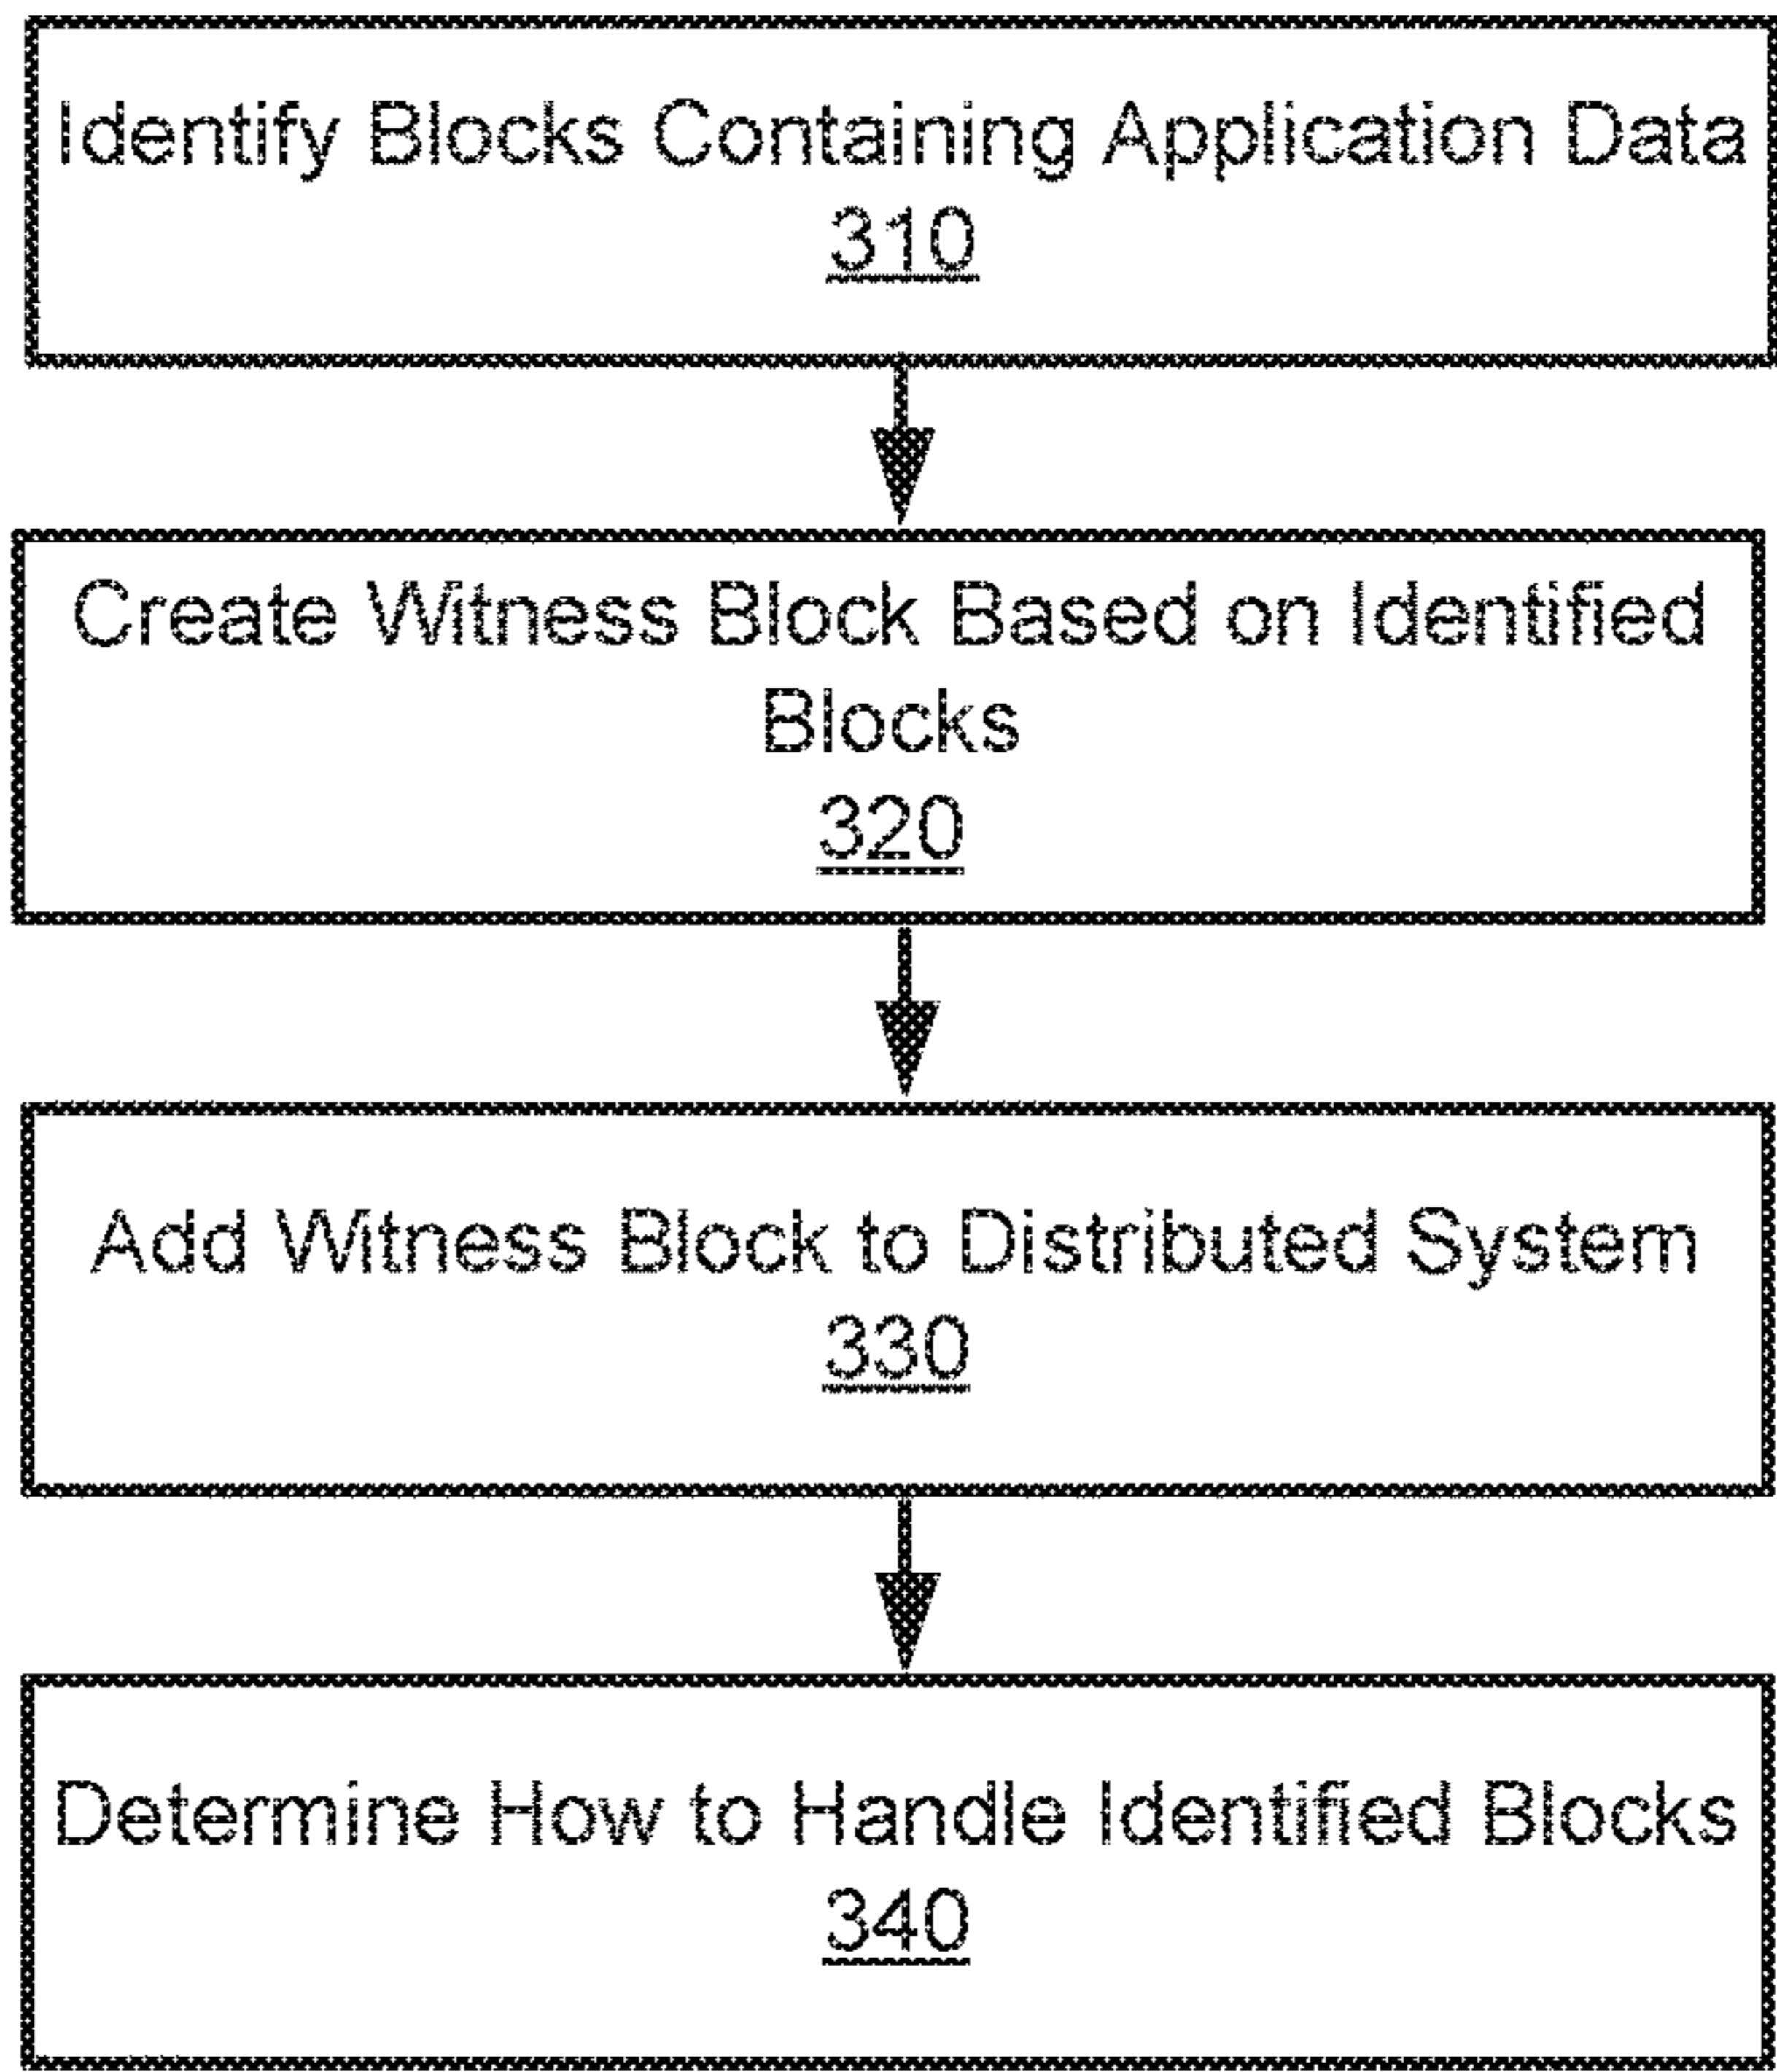 Identify Blocks Containing Application Data
310
Create Witness Block Based on Identified
Blocks
320
Add Witness Block to Distributed System
330
Determine How to Handle Identified Blocks
340